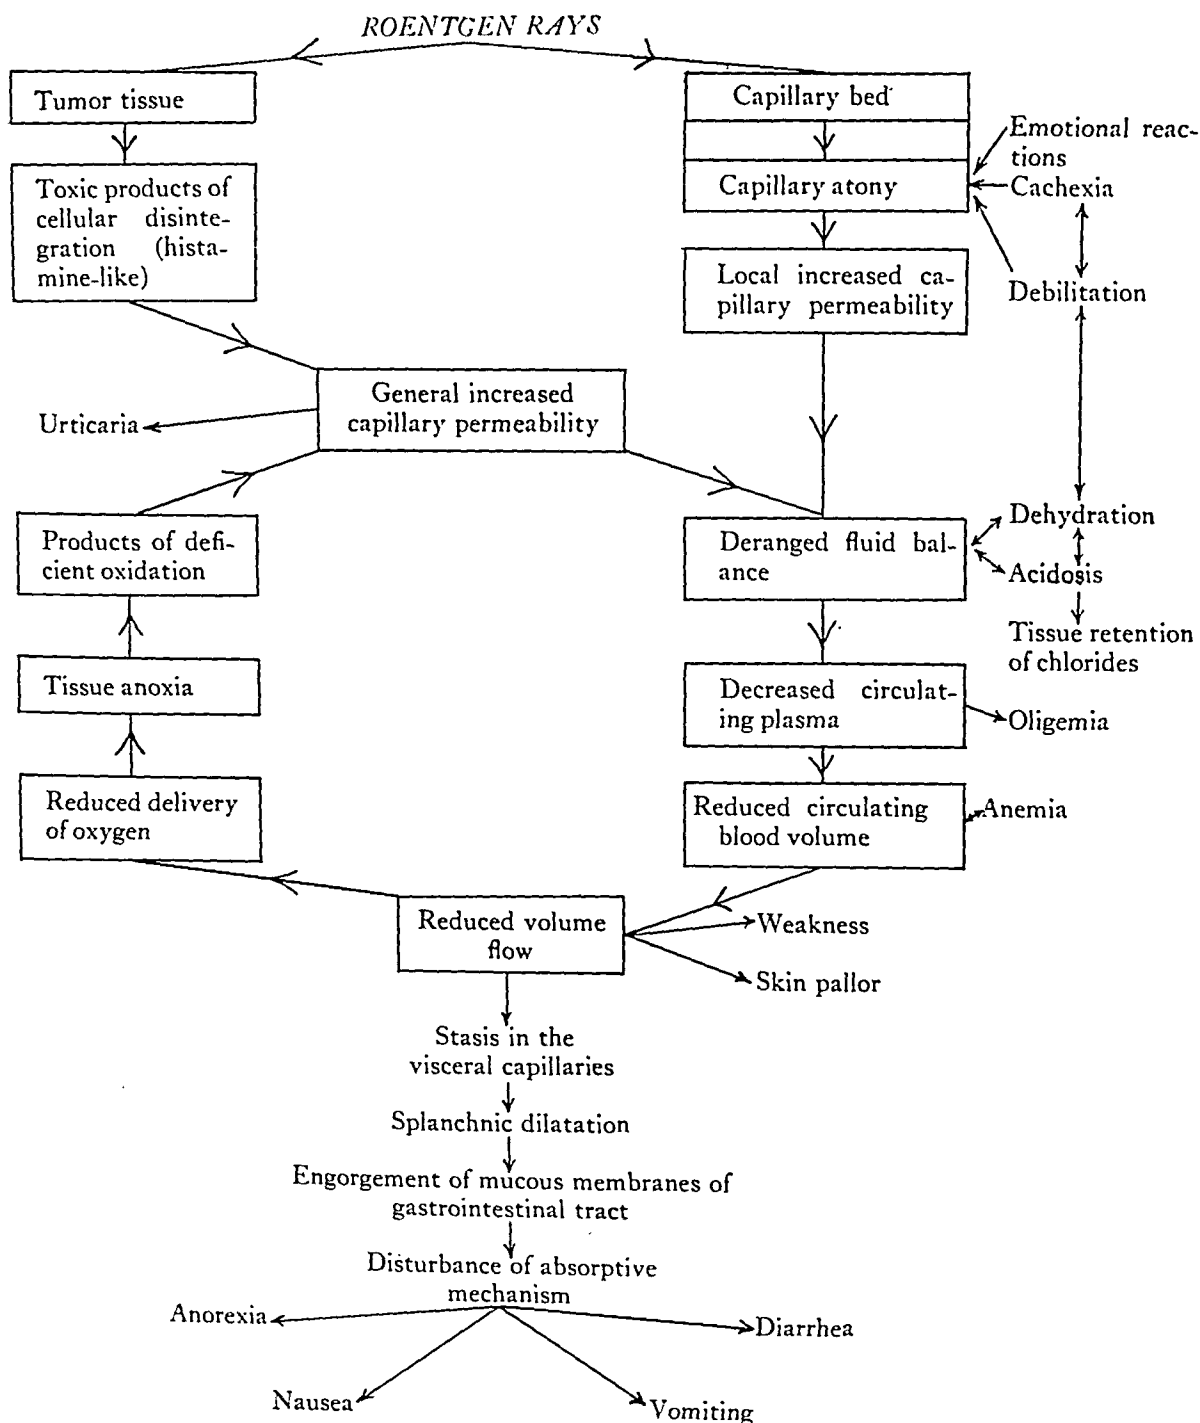 ROENTGEN RAYS
Tumor tissue
Capillary bed
Emotional reac-
tions
Toxic products of
cellular disinte-
gration (hista-
mine-like)
Capillary atony
Cachexia
Local increased ca-
pillary permeability
Debilitation
General increased
capillary permeability
Urticaria
Products of defi-
cient oxidation
Deranged fluid bal-
ance
Dehydration
Acidosis
Tissue retention
of chlorides
Tissue anoxia
Decreased circulat-
ing plasma
Oligemia
Reduced delivery
of oxygen
Reduced circulating
blood volume
Anemia
Reduced volume
flow
Weakness
Skin pallor
Stasis in the
visceral capillaries
Splanchnic dilatation
Engorgement of mucous membranes of
gastrointestinal tract
Disturbance of absorptive
mechanism
Anorexia
Diarrhea
Nausea
Vomiting